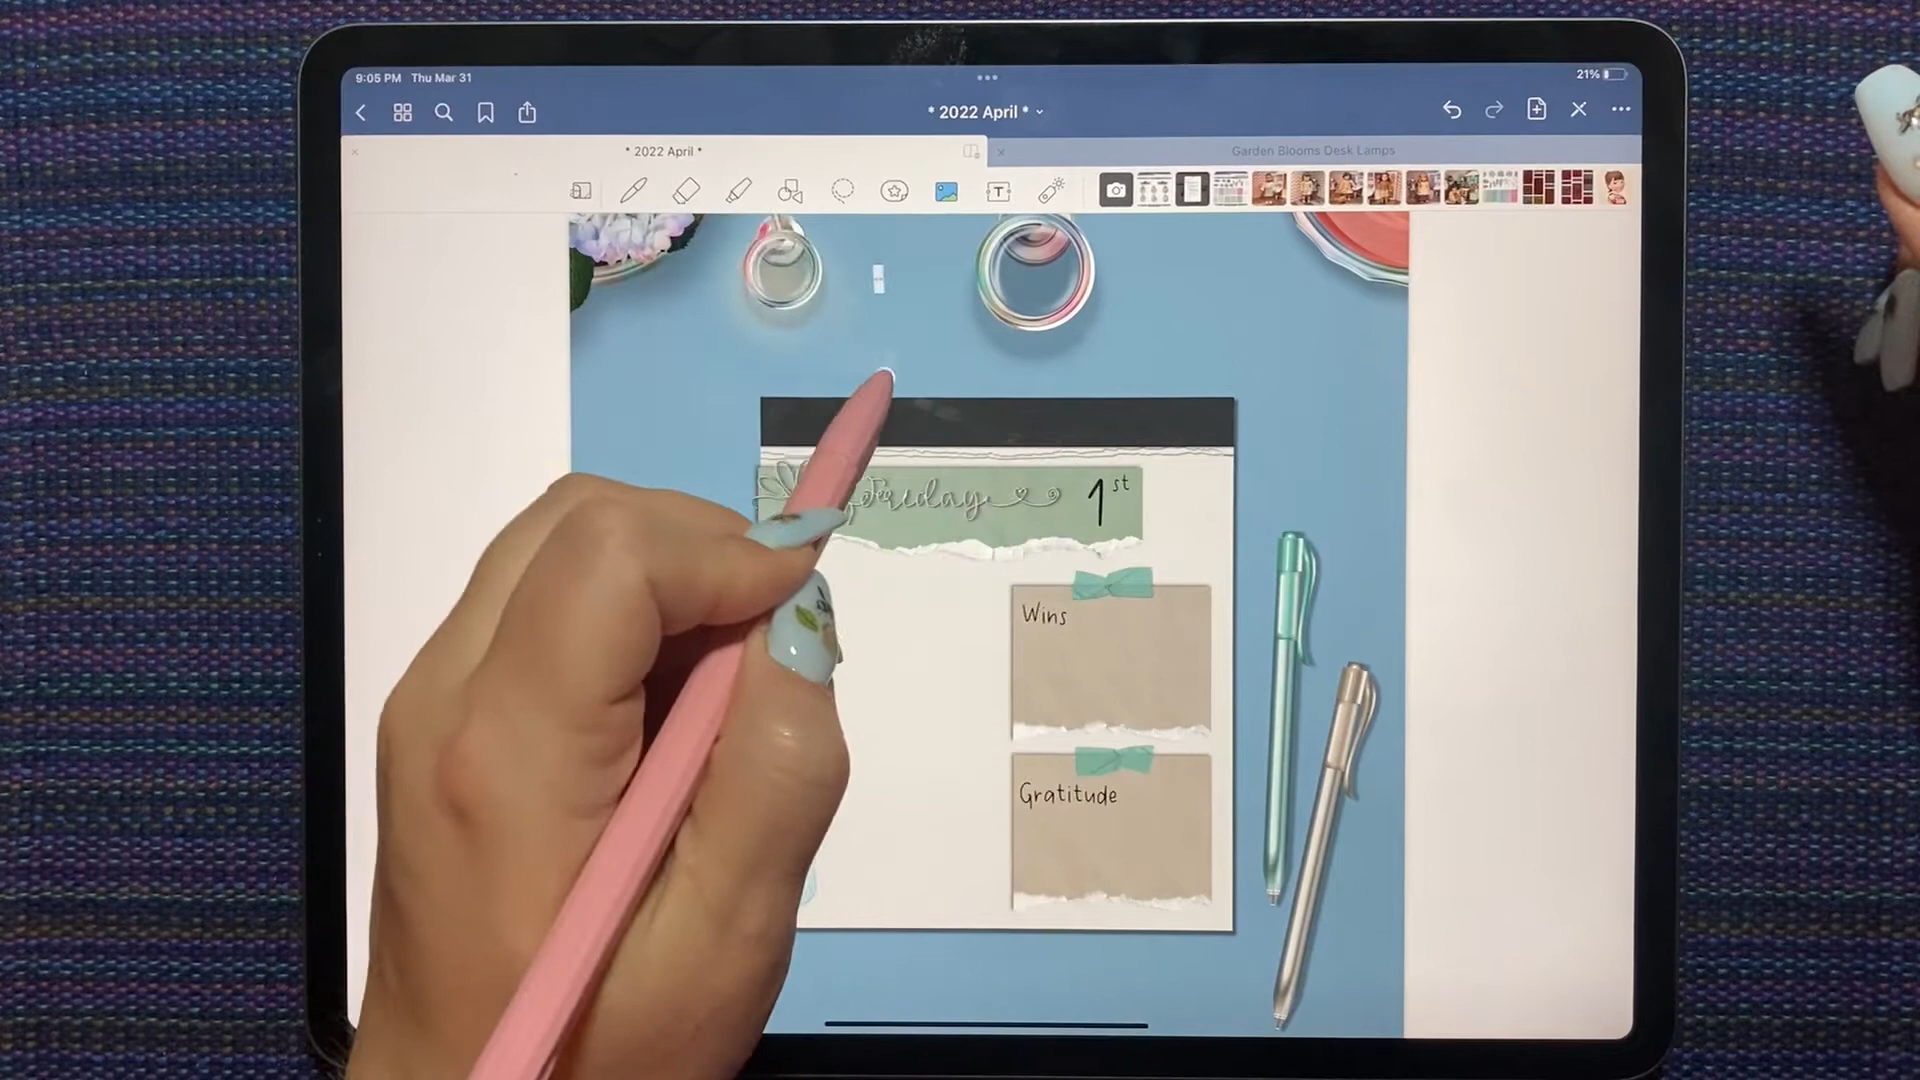 9:05 PM Thu Mar 31
21%
* 2022 April *
* 2022 April *
Garden Blooms Desk Lamps
T
Friday 1st
Wins
Gratitude